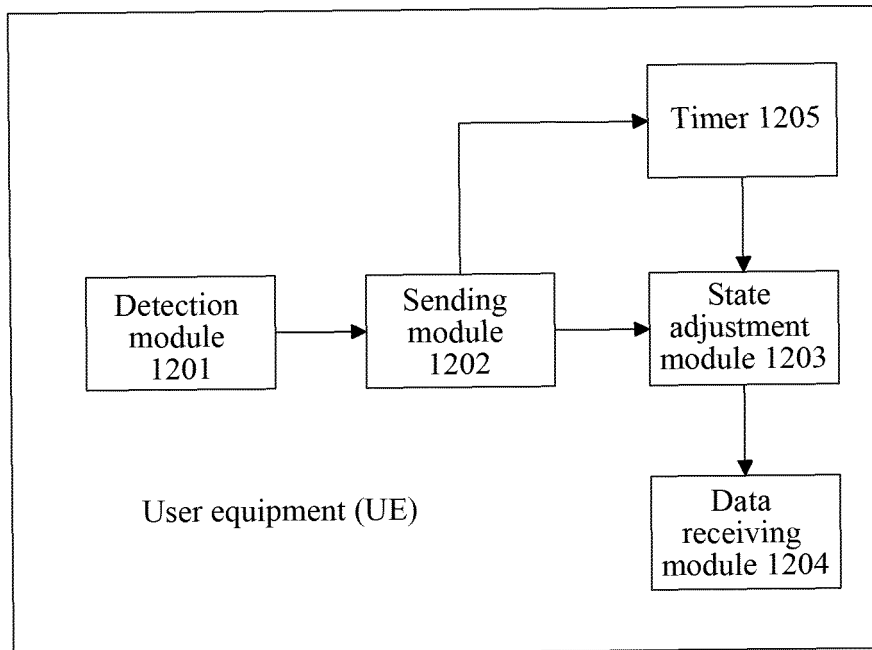 Timer 1205
Detection
module
1201
Sending
module
1202
State
adjustment
module 1203
User equipment (UE)
Data
receiving
module 1204